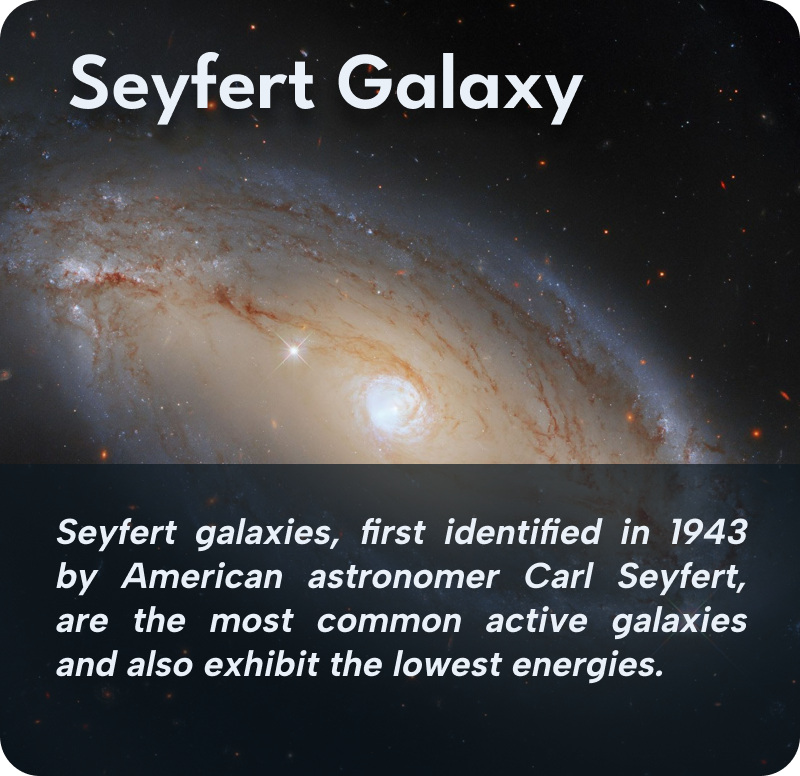 Seyfert Galaxy
Seyfert galaxies, first identified in 1943
by American astronomer Carl Seyfert,
are the most common active galaxies
and also exhibit the lowest energies.